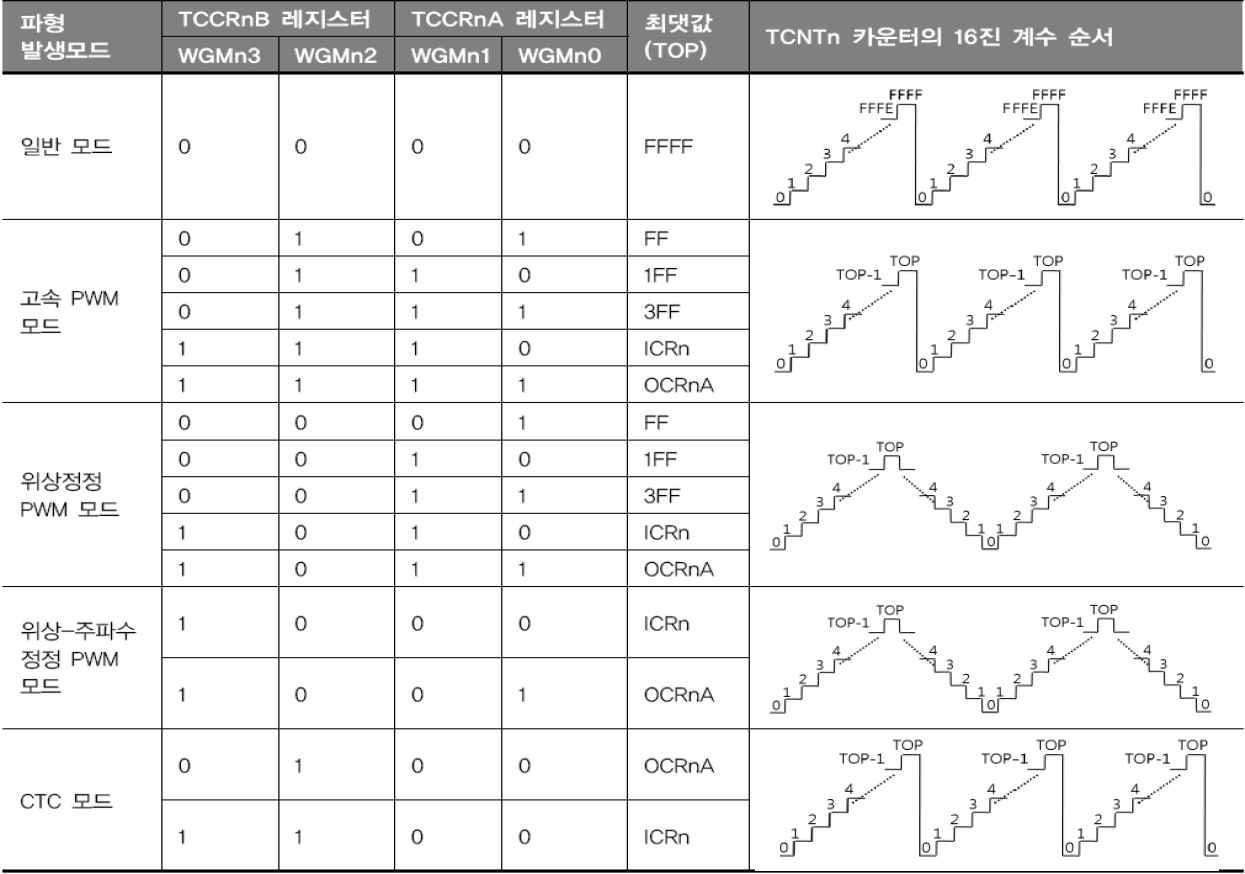 파형
발생모드
TCCRnB 레지스터
TCCRnA 레지스터
최댓값
(TOP)
TCNTn 카운터의 16진 계수 순서
WGMn3 WGMn2 WGMn1 WGMn0
일반 모드 0 0 0 0 FFFF
0 1 2 3 4 FFFE FFFF 0 1 2 3 4 FFFE FFFF 0 1 2 3 4 FFFE FFFF 0
고속 PWM
모드
0 1 0 1 FF
0 1 1 0 1FF
0 1 1 1 3FF
1 1 1 0 ICRn
1 1 1 1 OCRnA
0 1 2 3 4 TOP-1 TOP 0 1 2 3 4 TOP-1 TOP 0 1 2 3 4 TOP-1 TOP 0
위상정정
PWM 모드
0 0 0 1 FF
0 0 1 0 1FF
0 0 1 1 3FF
1 0 1 0 ICRn
1 0 1 1 OCRnA
0 1 2 3 4 TOP-1 TOP 4 3 2 1 0 1 2 3 4 TOP-1 TOP 4 3 2 1 0
위상-주파수
정정 PWM
모드
1 0 0 0 ICRn
1 0 0 1 OCRnA
0 1 2 3 4 TOP-1 TOP 4 3 2 1 0 1 2 3 4 TOP-1 TOP 4 3 2 1 0
CTC 모드
0 1 0 0 OCRnA
1 1 0 0 ICRn
0 1 2 3 4 TOP-1 TOP 0 1 2 3 4 TOP-1 TOP 0 1 2 3 4 TOP-1 TOP 0